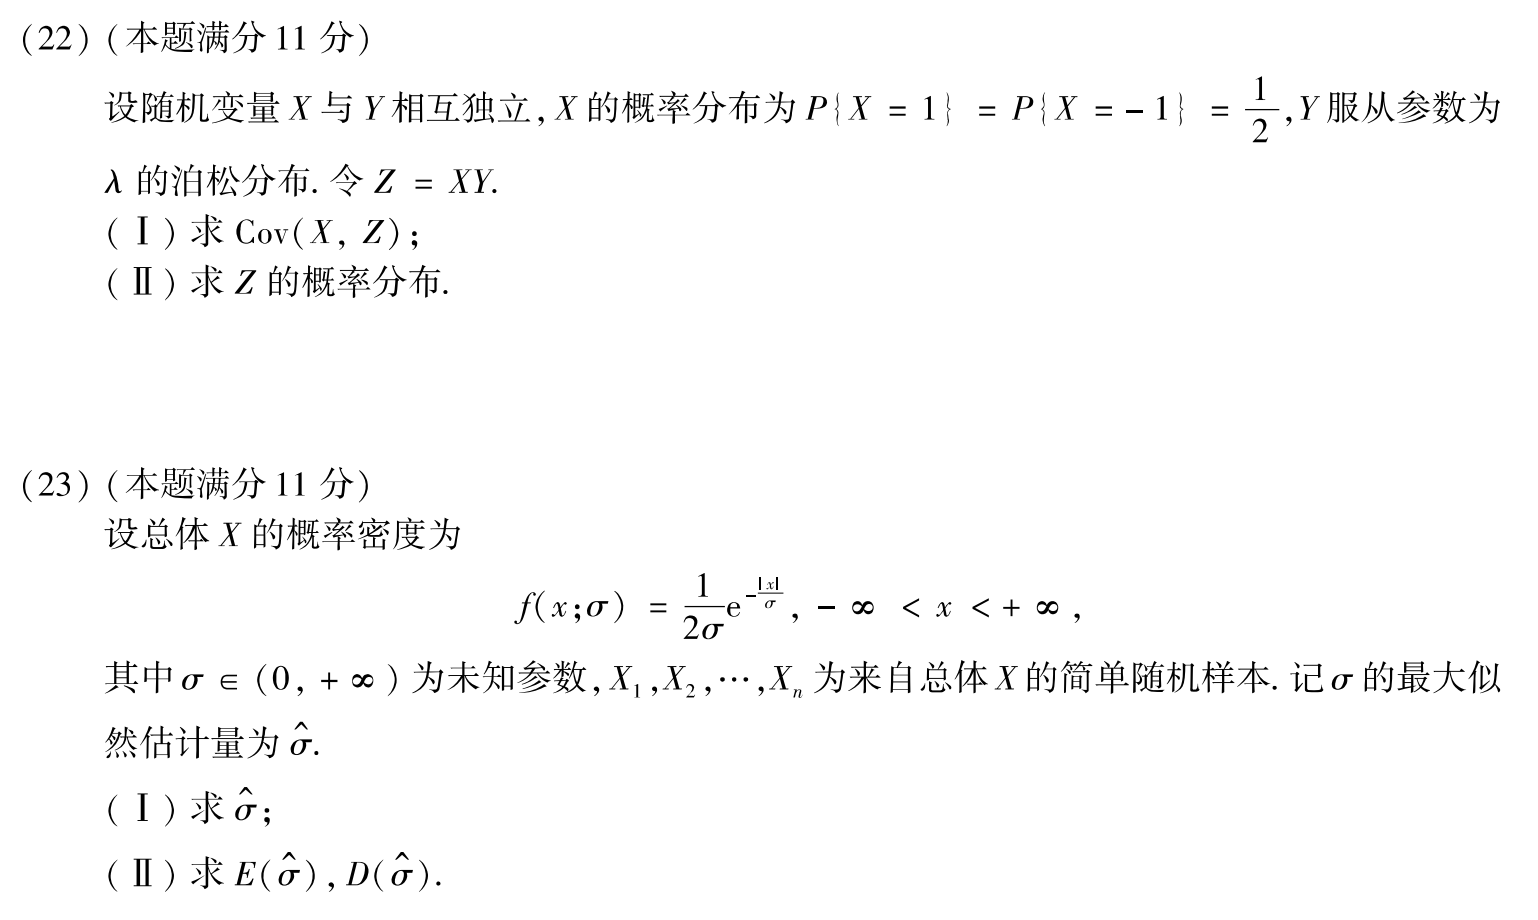 (22)(本题满分 11 分)
设随机变量 X 与 Y 相互独立,X 的概率分布为 P{X = 1} = P{X = -1} = 1/2,Y 服从参数为
λ 的泊松分布. 令 Z = XY.
(Ⅰ) 求 Cov(X, Z);
(Ⅱ) 求 Z 的概率分布.
(23)(本题满分 11 分)
设总体 X 的概率密度为
f(x;σ) = \frac{1}{2σ}e^{-\frac{|x|}{σ}}, -∞ < x < +∞,
其中 σ ∈ (0, +∞) 为未知参数, X₁,X₂,⋯,Xₙ 为来自总体 X 的简单随机样本. 记 σ 的最大似
然估计量为 σ̂.
(Ⅰ) 求 σ̂;
(Ⅱ) 求 E(σ̂), D(σ̂).